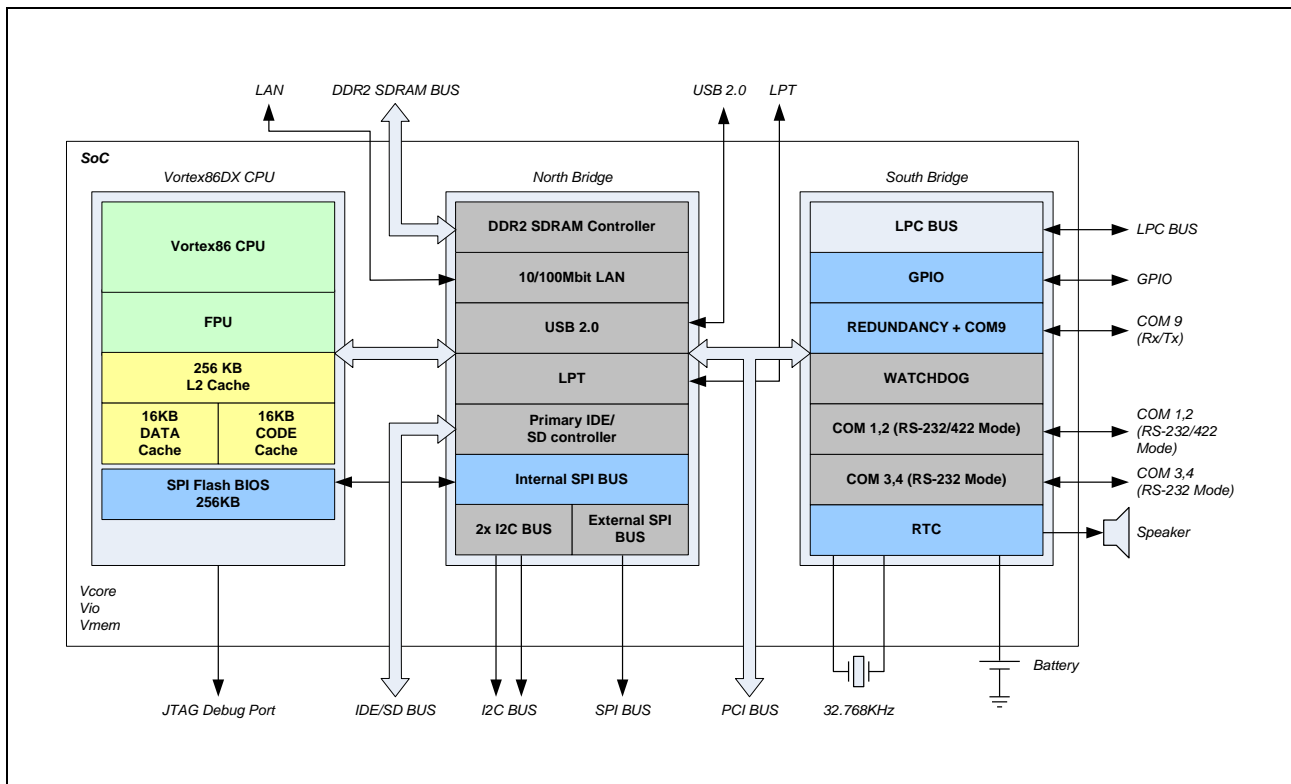 LAN
DDR2 SDRAM BUS
USB 2.0
LPT
SoC
Vortex86DX CPU
North Bridge
South Bridge
Vortex86 CPU
FPU
256 KB
L2 Cache
16KB
DATA
Cache
16KB
CODE
Cache
SPI Flash BIOS
256KB
DDR2 SDRAM Controller
10/100Mbit LAN
USB 2.0
LPT
Primary IDE/
SD controller
Internal SPI BUS
2x I2C BUS
External SPI
BUS
LPC BUS
GPIO
REDUNDANCY + COM9
WATCHDOG
COM 1,2 (RS-232/422 Mode)
COM 3,4 (RS-232 Mode)
RTC
LPC BUS
GPIO
COM 9
(Rx/Tx)
COM 1,2
(RS-232/422
Mode)
COM 3,4
(RS-232 Mode)
Speaker
Vcore
Vio
Vmem
Battery
JTAG Debug Port
IDE/SD BUS
I2C BUS
SPI BUS
PCI BUS
32.768KHz